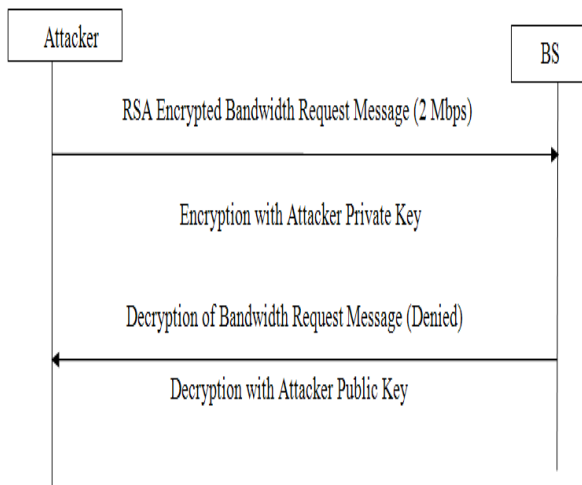 Attacker
BS
RSA Encrypted Bandwidth Request Message (2 Mbps)
Encryption with Attacker Private Key
Decryption of Bandwidth Request Message (Denied)
Decryption with Attacker Public Key